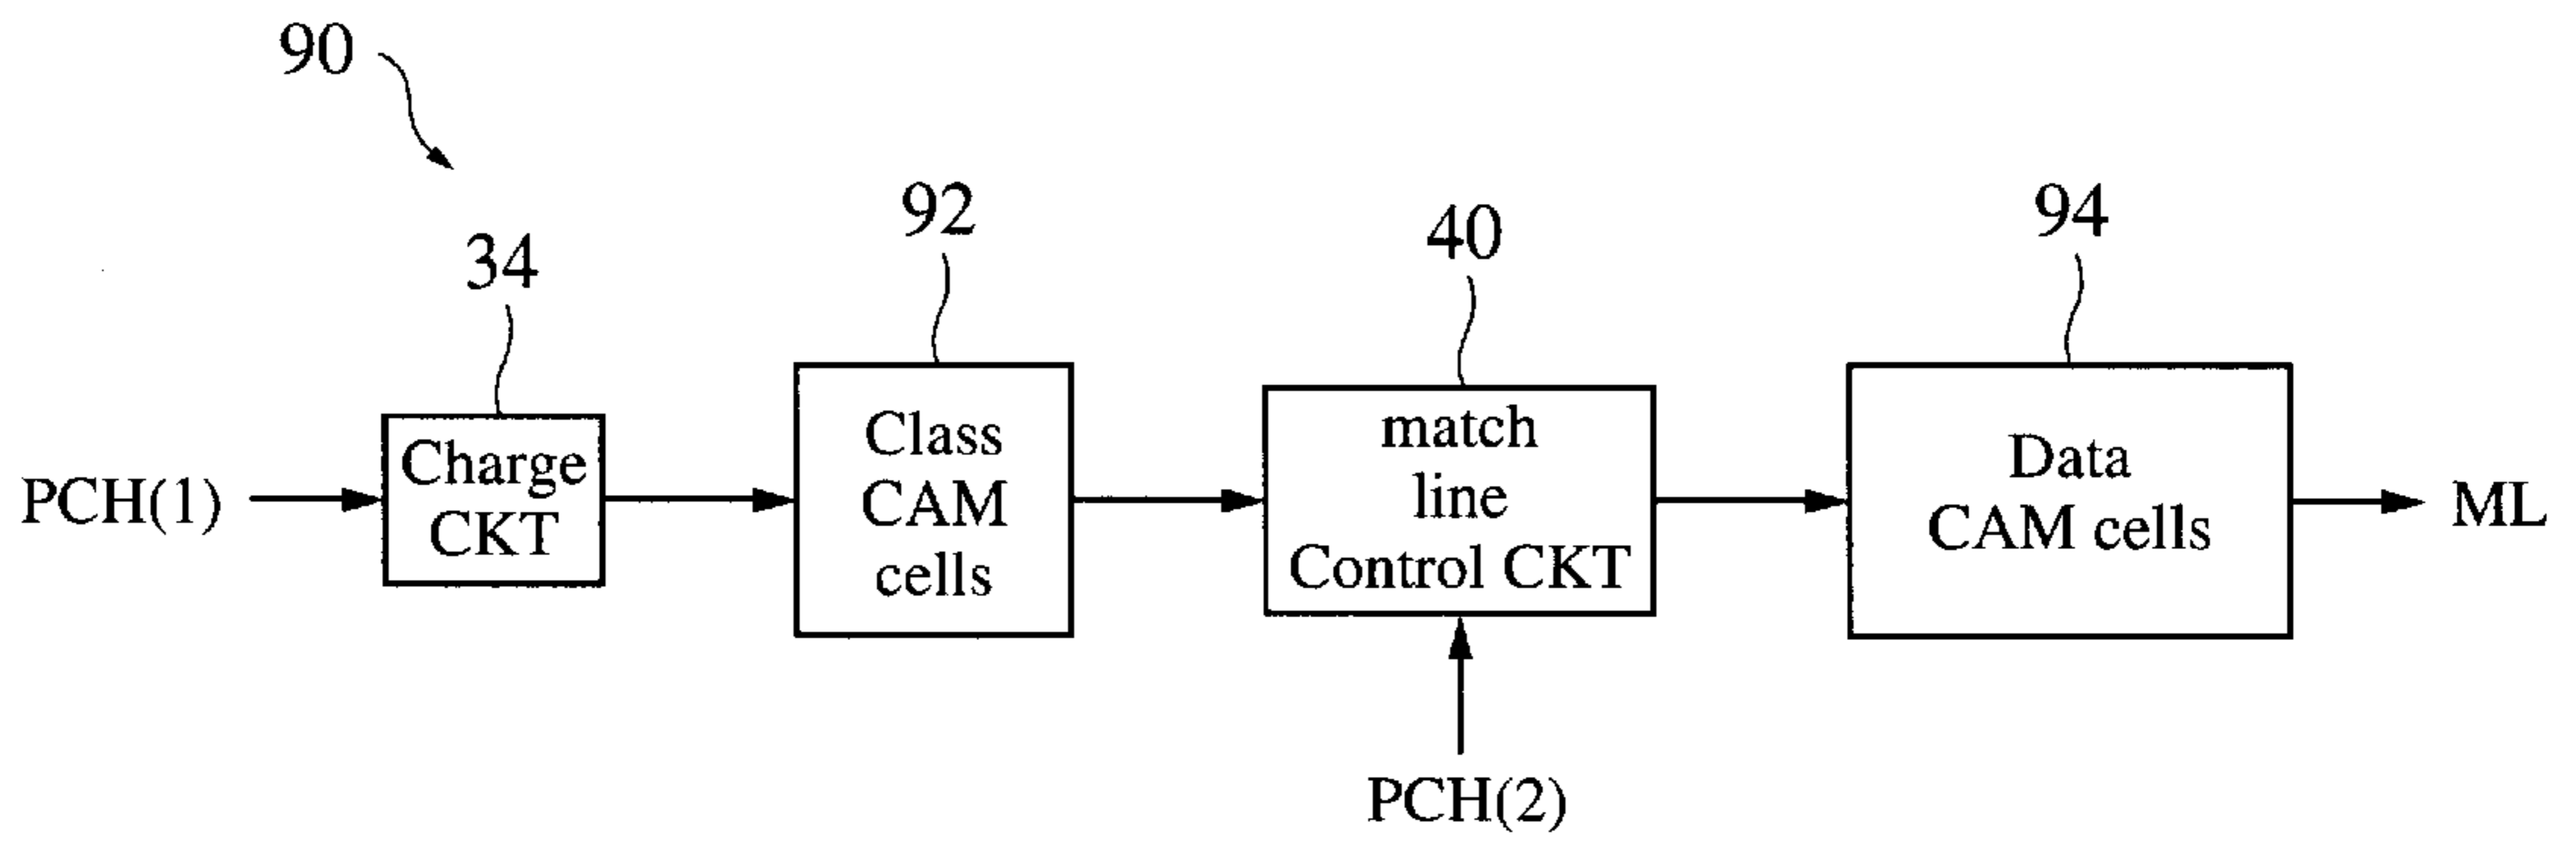 90
34
92
40
94
PCH(1)
Charge
CKT
Class
CAM
cells
match
line
Control CKT
Data
CAM cells
ML
PCH(2)